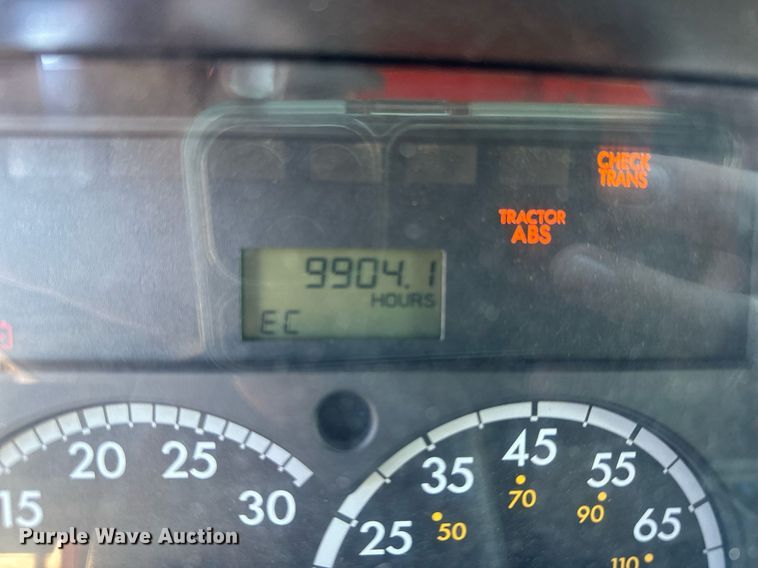 CHECK
TRANS
TRACTOR
ABS
9904.1
HOURS
EC
15 20 25 30
25 35 45 55 65
50 70 90 110
Purple Wave Auction